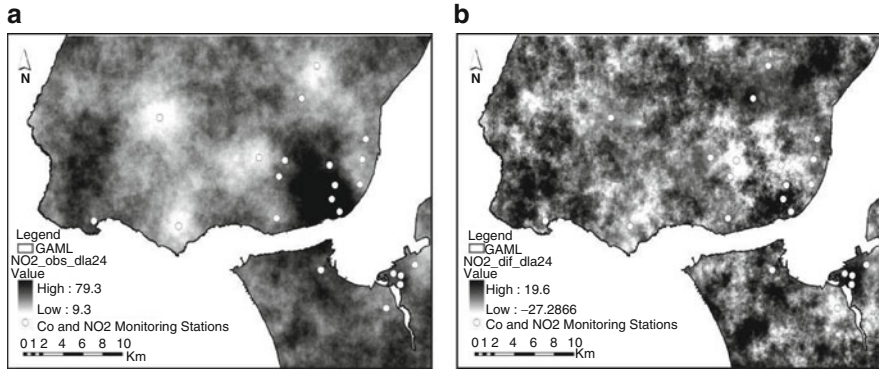 a
N
Legend
GAML
NO2_obs_dla24
Value
High : 79.3
Low : 9.3
Co and NO2 Monitoring Stations
0 1 2 4 6 8 10
Km
b
N
Legend
GAML
NO2_dif_dla24
Value
High : 19.6
Low : −27.2866
Co and NO2 Monitoring Stations
0 1 2 4 6 8 10
Km